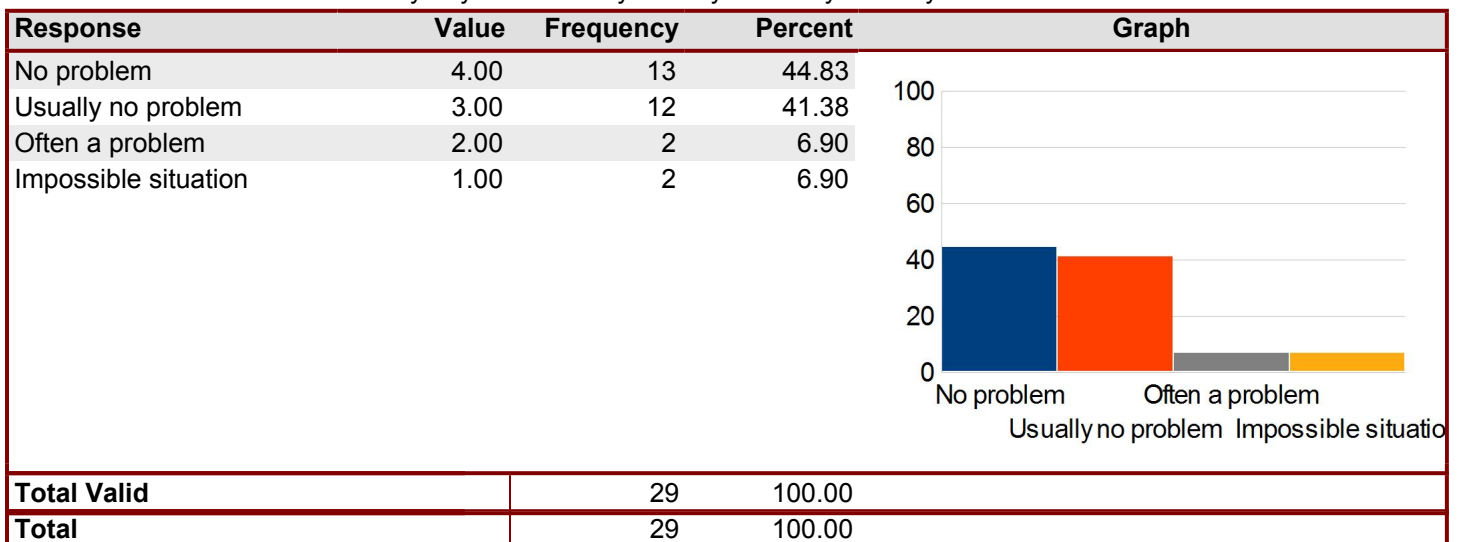 Response Value Frequency Percent Graph
No problem 4.00 13 44.83
Usually no problem 3.00 12 41.38
Often a problem 2.00 2 6.90
Impossible situation 1.00 2 6.90
100
80
60
40
20
0
No problem Often a problem
Usually no problem Impossible situatio
Total Valid 29 100.00
Total 29 100.00